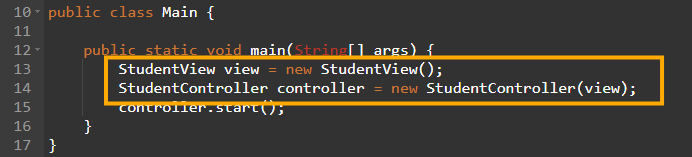 10 public class Main {
11
12 public static void main(String[] args) {
13 StudentView view = new StudentView();
14 StudentController controller = new StudentController(view);
15 controller.start();
16 }
17 }